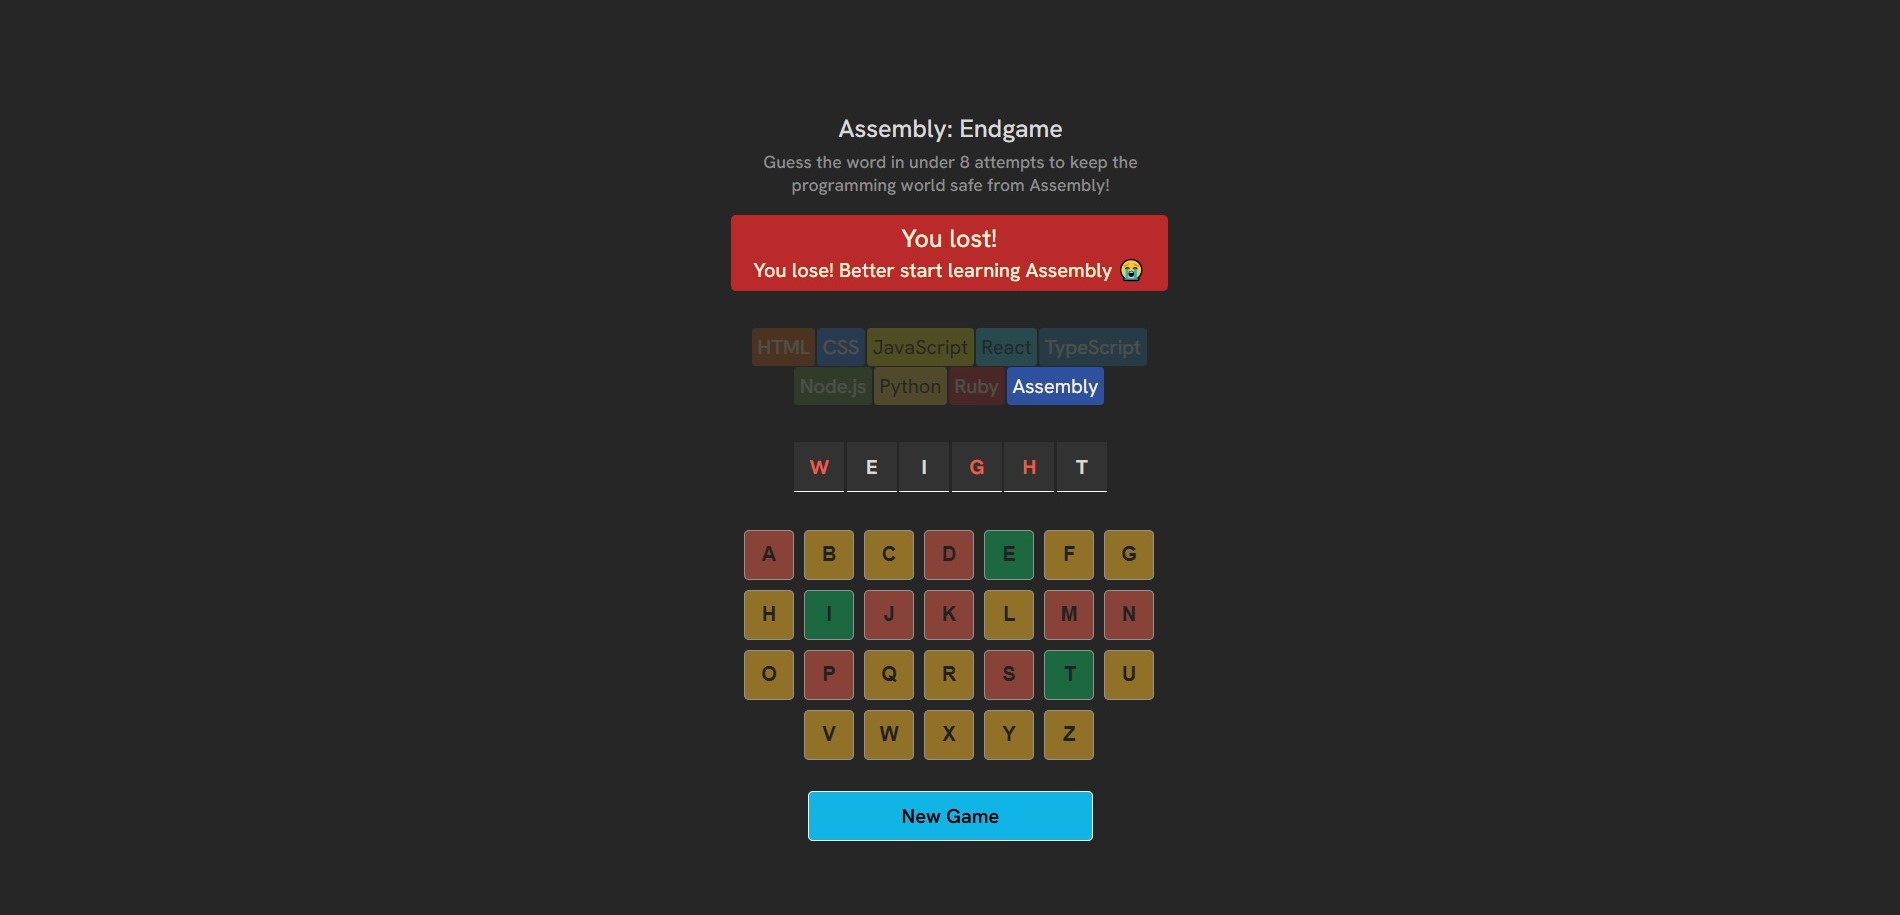 Assembly: Endgame
Guess the word in under 8 attempts to keep the
programming world safe from Assembly!
You lost!
You lose! Better start learning Assembly 😭
HTML CSS JavaScript React TypeScript
Node.js Python Ruby Assembly
W E I G H T
A B C D E F G
H I J K L M N
O P Q R S T U
V W X Y Z
New Game